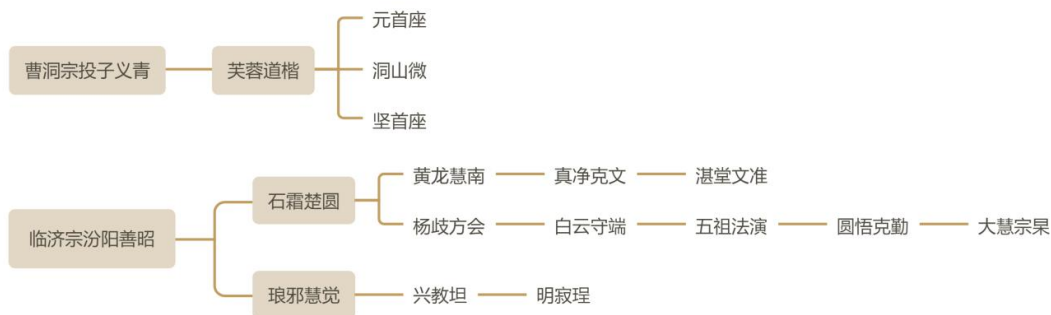 元首座
曹洞宗投子义青 芙蓉道楷 洞山微
坚首座
黄龙慧南 真净克文 湛堂文准
石霜楚圆
杨歧方会 白云守端 五祖法演 圆悟克勤 大慧宗杲
临济宗汾阳善昭
琅邪慧觉 兴教坦 明寂珵